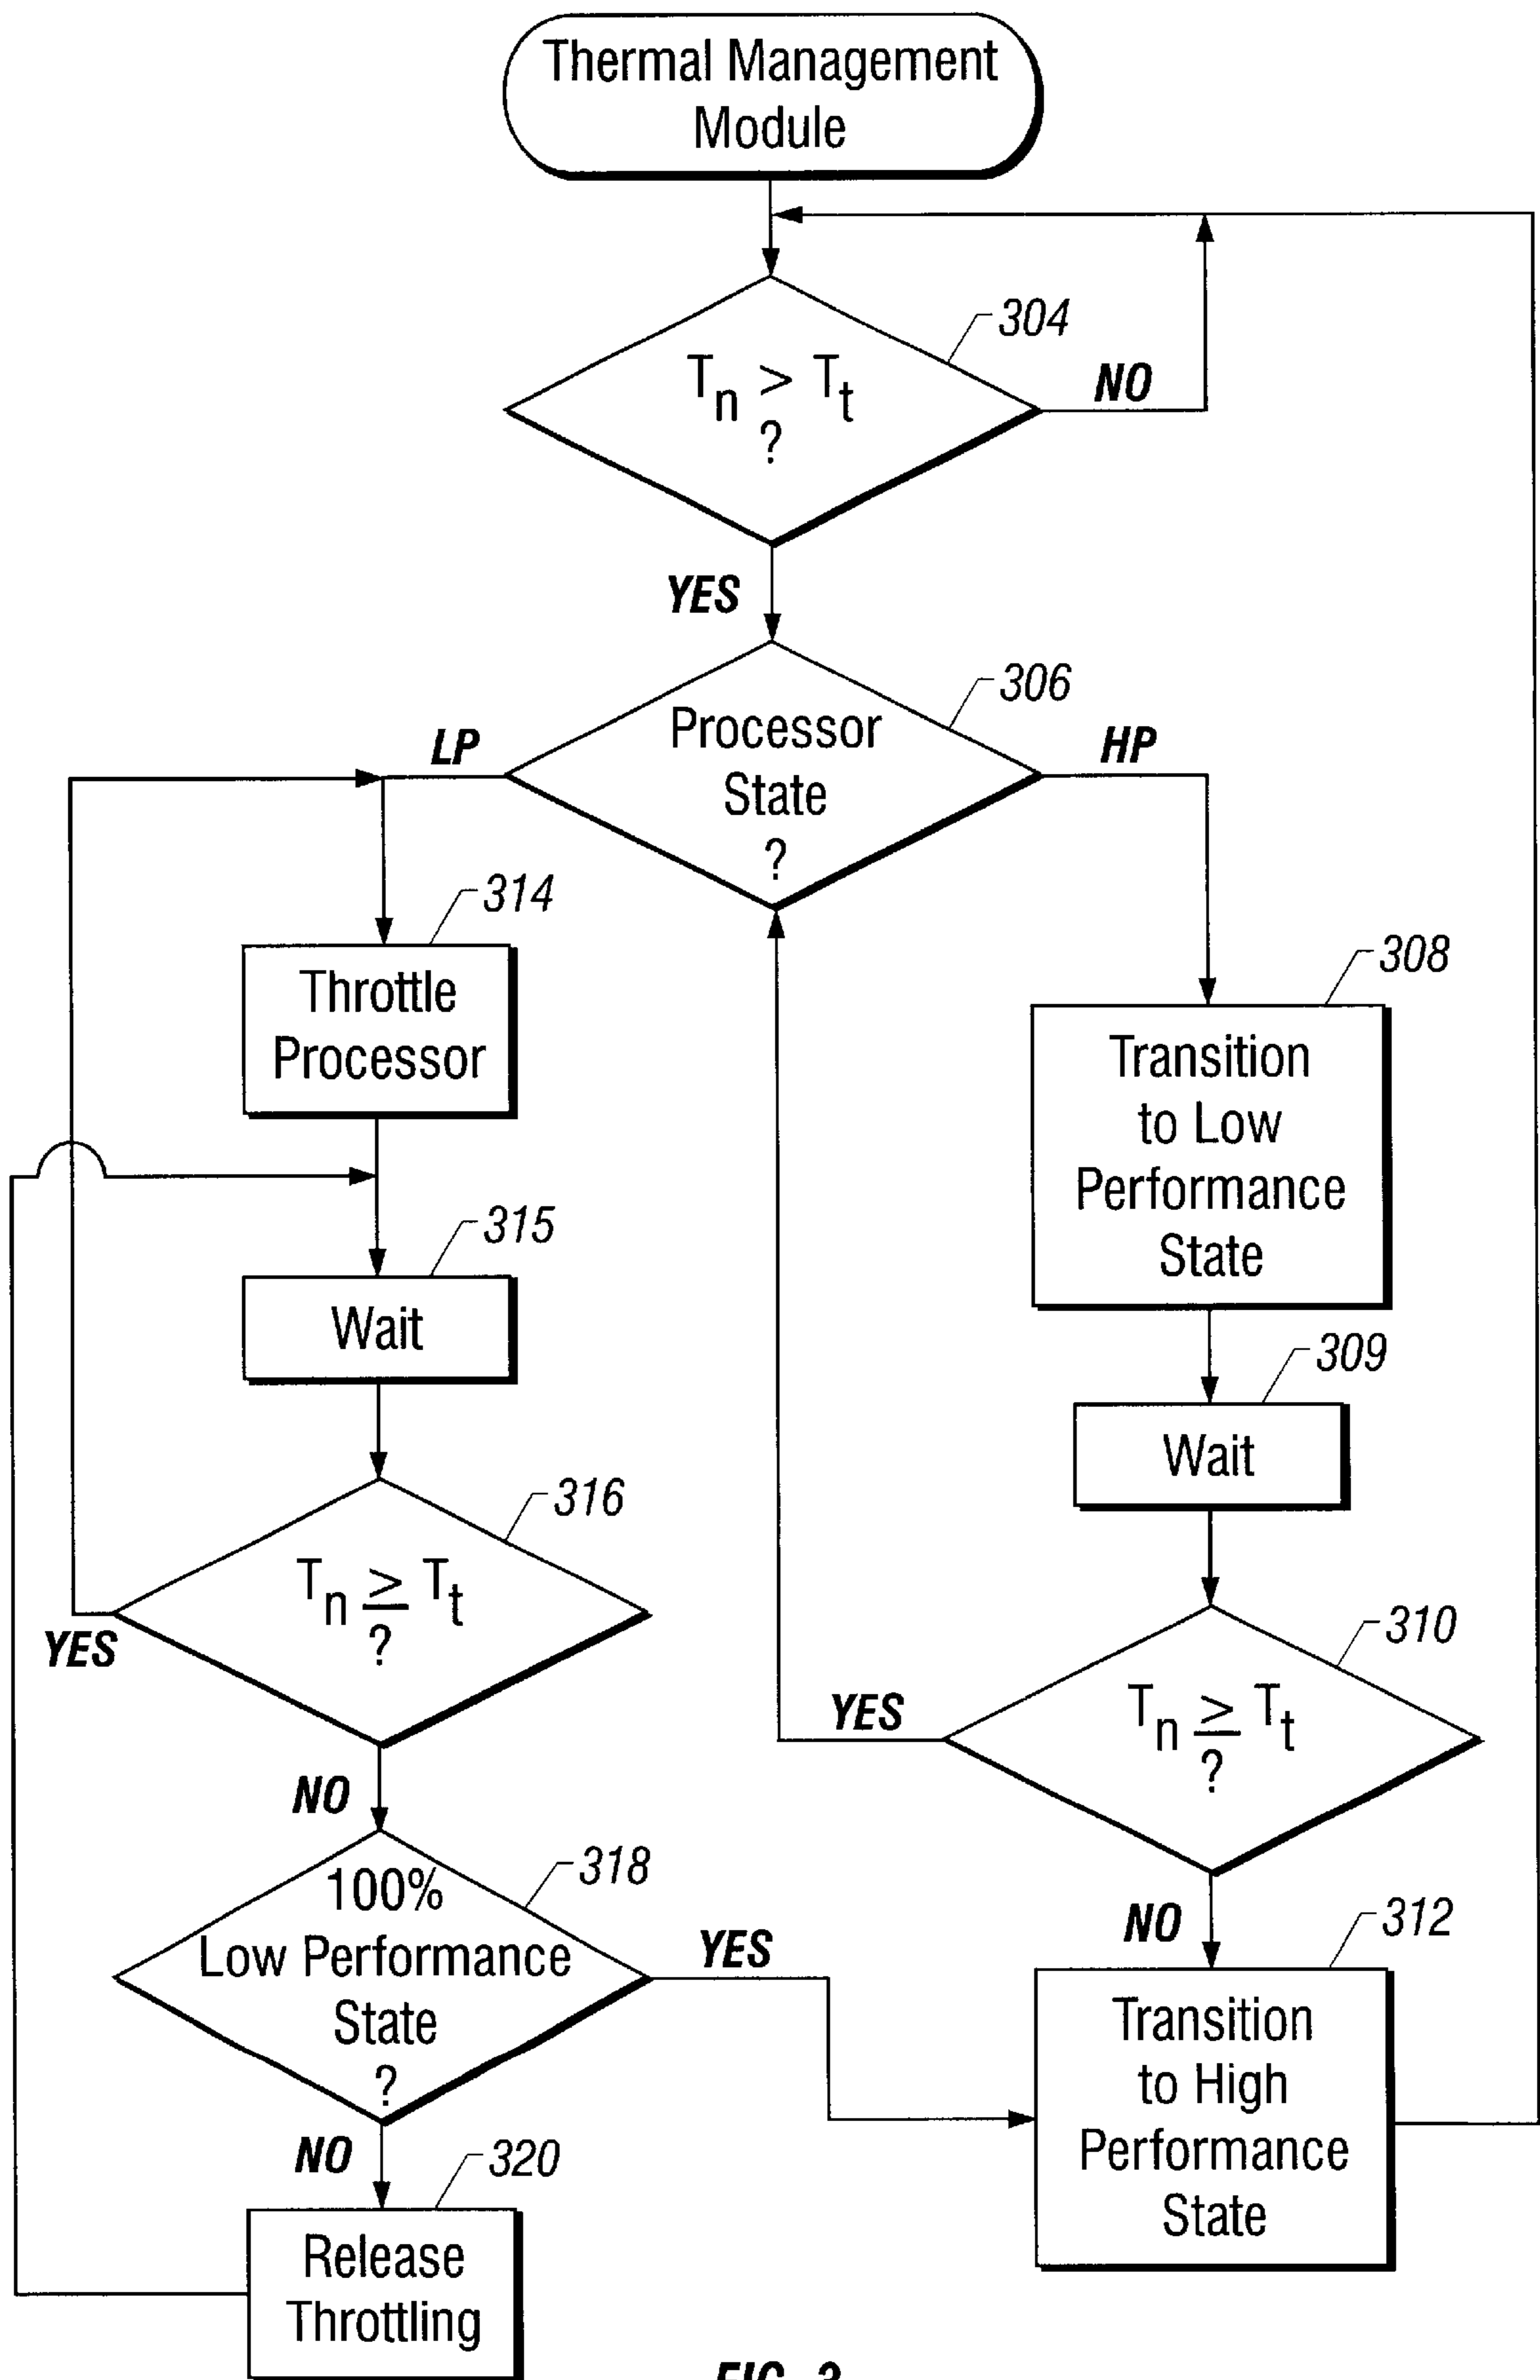 Thermal Management
Module
304
Tn > Tt
?
NO
YES
306
Processor
State
?
LP
HP
314
Throttle
Processor
308
Transition
to Low
Performance
State
315
Wait
309
Wait
316
Tn ≥ Tt
?
YES
310
Tn ≥ Tt
?
YES
NO
318
100%
Low Performance
State
?
YES
NO
312
Transition
to High
Performance
State
NO
320
Release
Throttling